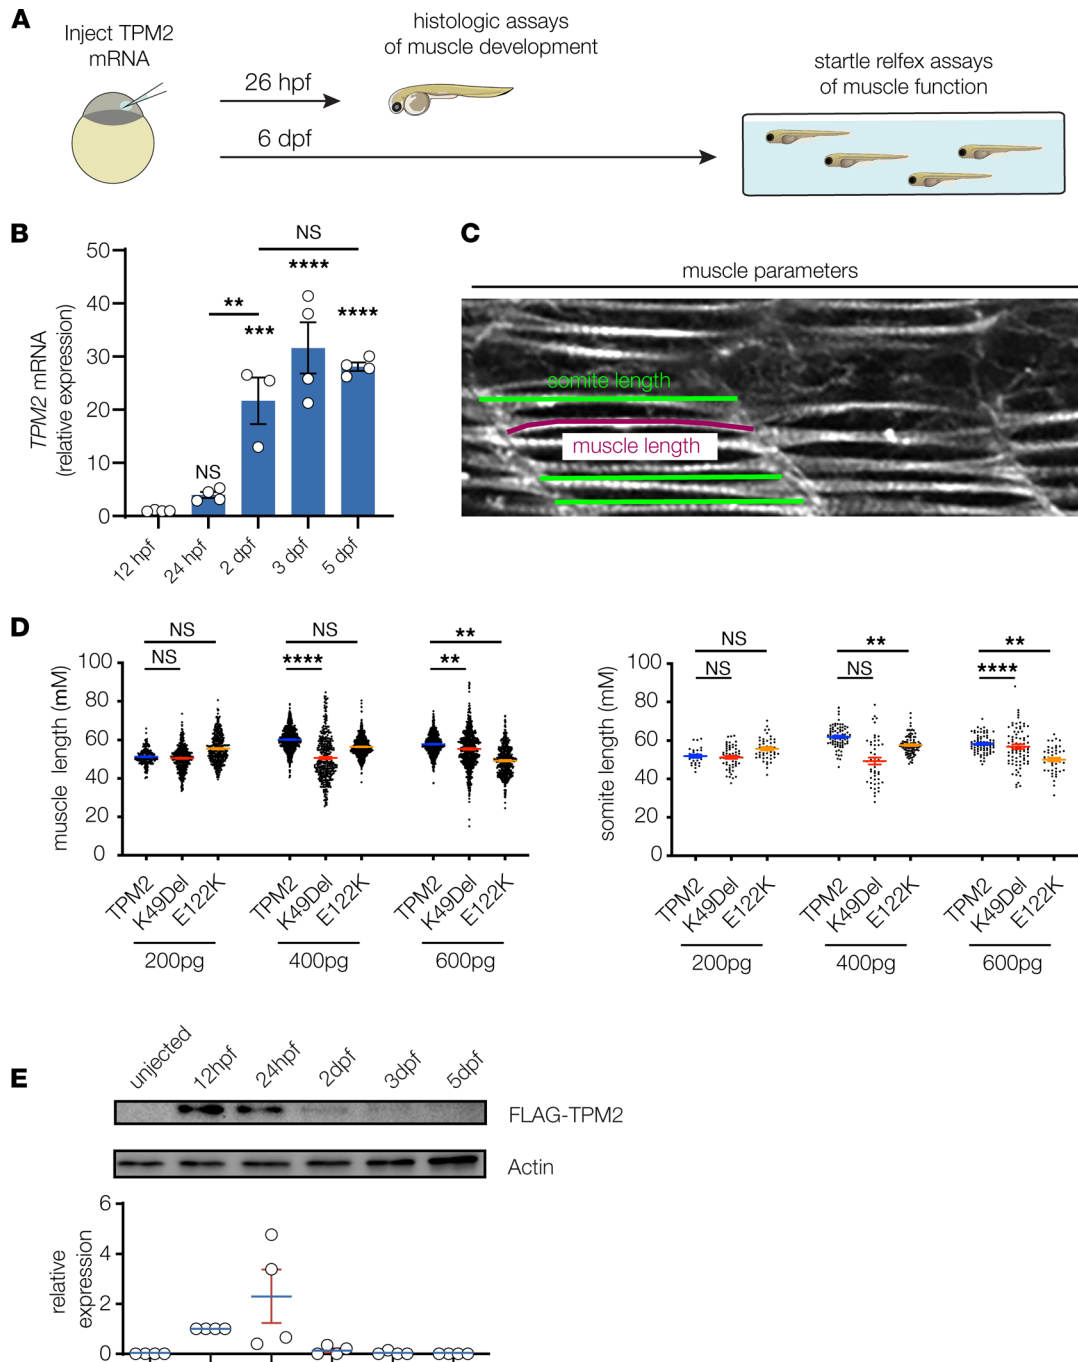 A
Inject TPM2
mRNA
26 hpf
6 dpf
histologic assays
of muscle development
startle relfex assays
of muscle function
B
TPM2 mRNA
(relative expression)
50
40
30
20
10
0
NS
**
NS
***
****
****
12 hpf
24 hpf
2 dpf
3 dpf
5 dpf
C
muscle parameters
somite length
muscle length
D
muscle length (mM)
100
80
60
40
20
0
NS
NS
NS
****
**
**
TPM2
K49Del
E122K
TPM2
K49Del
E122K
TPM2
K49Del
E122K
200pg
400pg
600pg
somite length (mM)
100
80
60
40
20
0
NS
NS
**
NS
**
****
TPM2
K49Del
E122K
TPM2
K49Del
E122K
TPM2
K49Del
E122K
200pg
400pg
600pg
E
unjected
12hpf
24hpf
2dpf
3dpf
5dpf
FLAG-TPM2
Actin
relative
expression
6
4
2
0